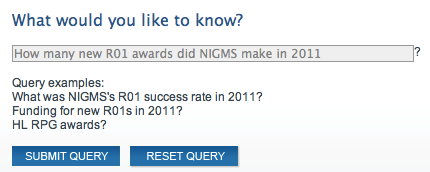 What would you like to know?
How many new R01 awards did NIGMS make in 2011 ?
Query examples:
What was NIGMS's R01 success rate in 2011?
Funding for new R01s in 2011?
HL RPG awards?
SUBMIT QUERY RESET QUERY